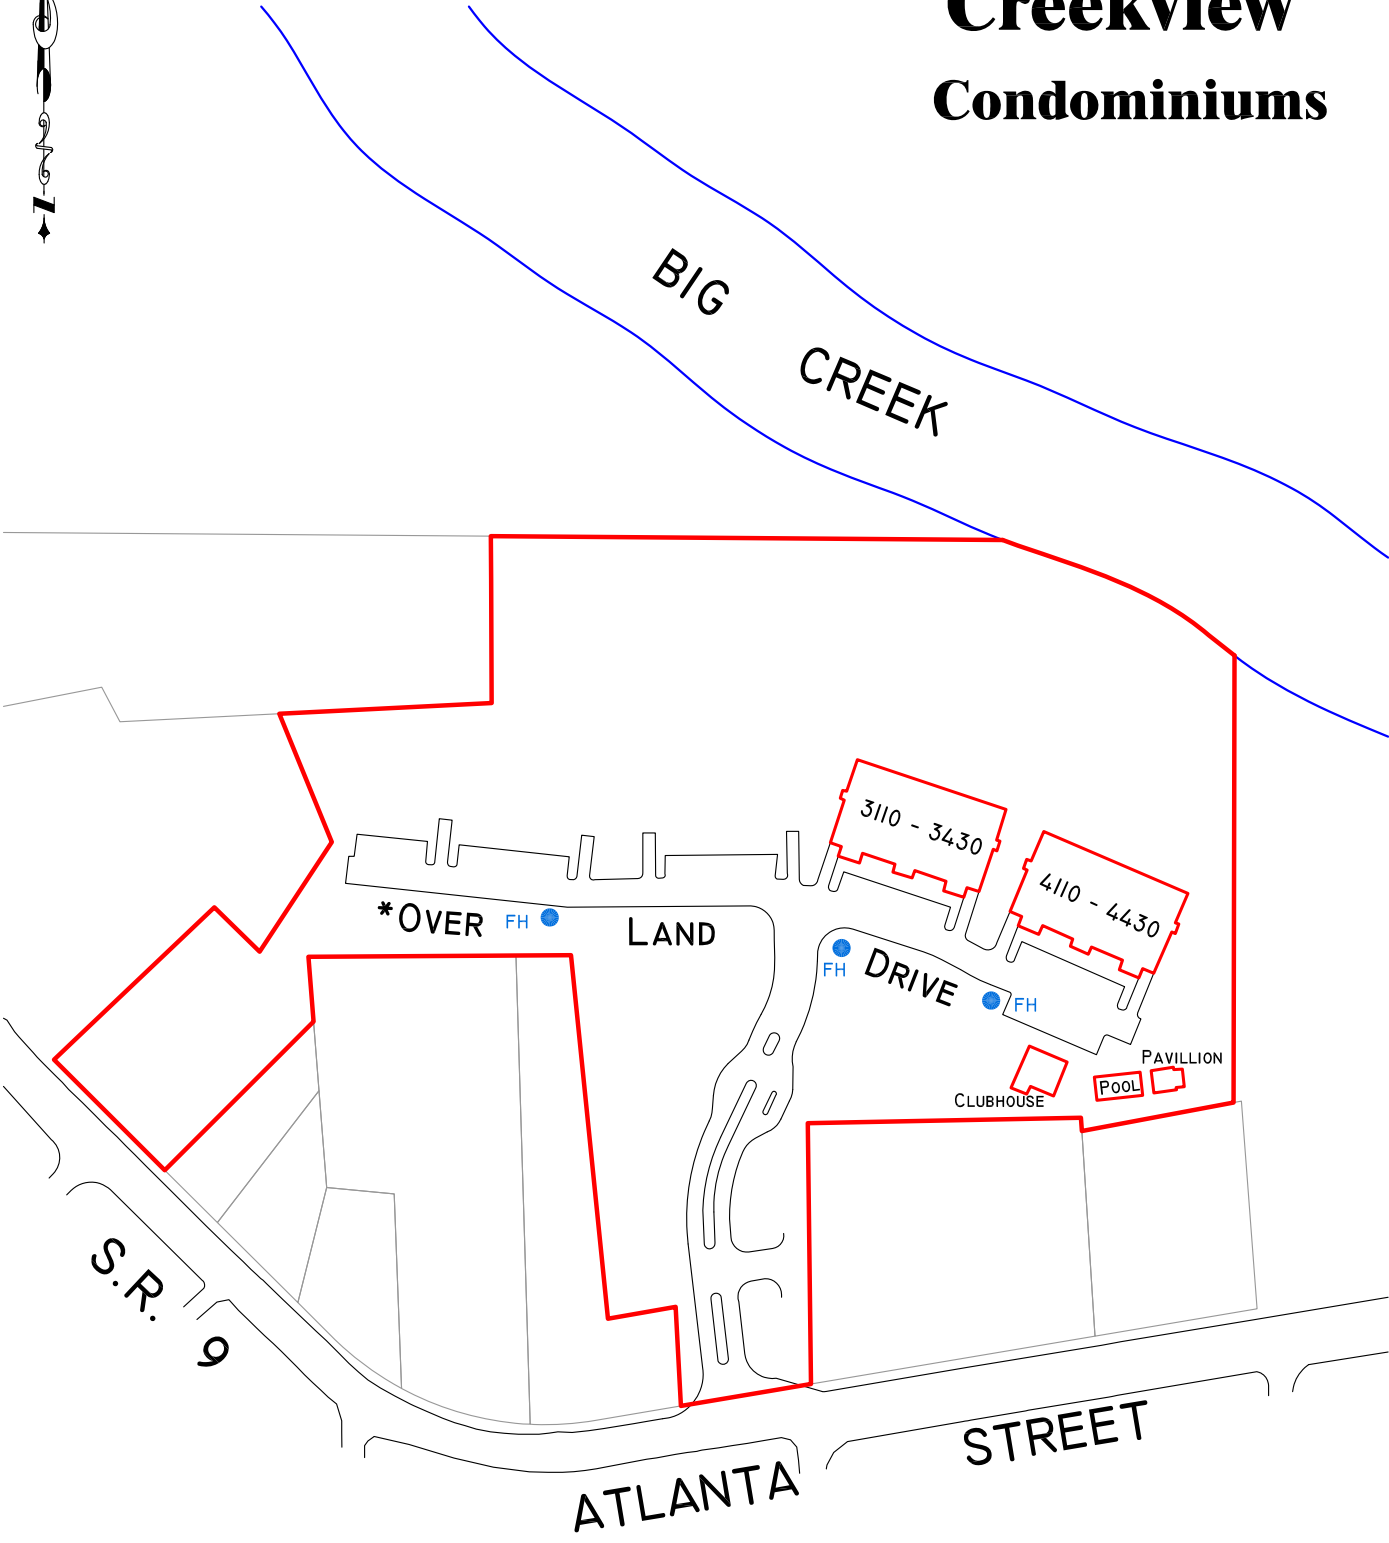 Creekview
Condominiums
N
BIG CREEK
3110 - 3430
4110 - 4430
*OVER LAND DRIVE
FH
FH
FH
PAVILLION
POOL
CLUBHOUSE
S.R. 9
ATLANTA STREET